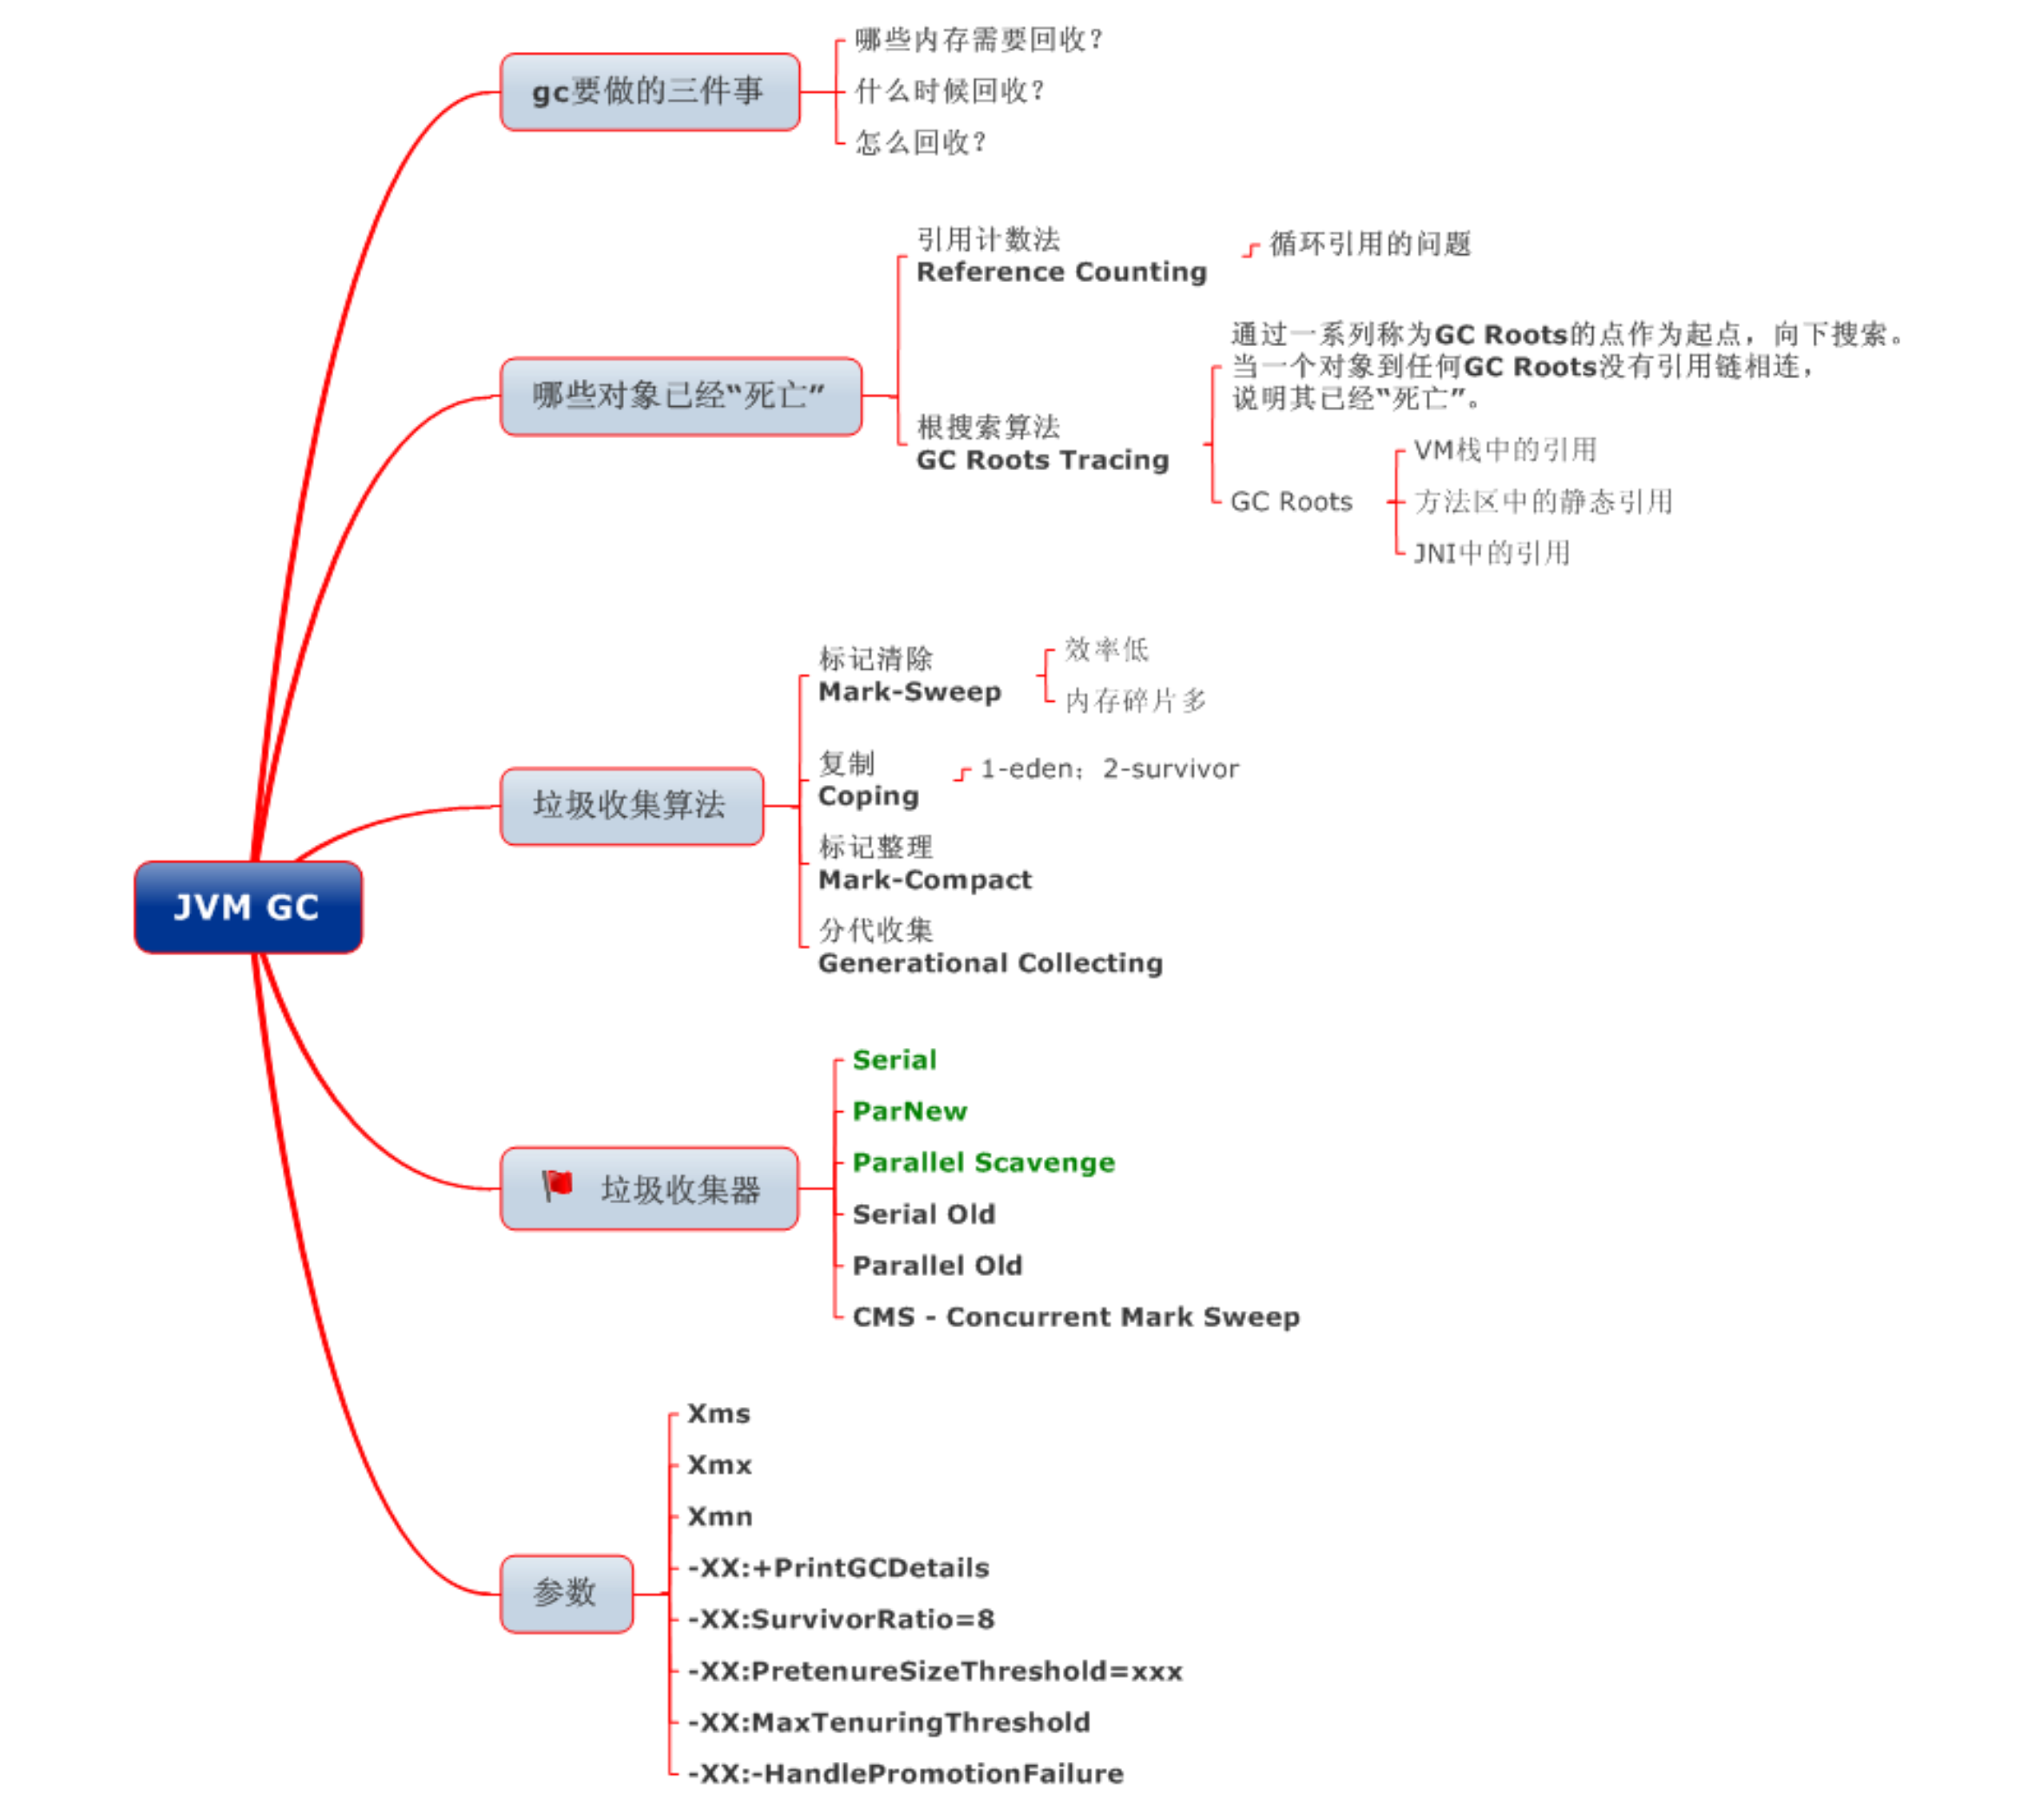 JVM GC
gc要做的三件事
哪些内存需要回收?
什么时候回收?
怎么回收?
哪些对象已经“死亡”
引用计数法
Reference Counting
循环引用的问题
根搜索算法
GC Roots Tracing
通过一系列称为GC Roots的点作为起点，向下搜索。
当一个对象到任何GC Roots没有引用链相连，
说明其已经“死亡”。
GC Roots
VM栈中的引用
方法区中的静态引用
JNI中的引用
垃圾收集算法
标记清除
Mark-Sweep
效率低
内存碎片多
复制
Coping
1-eden；2-survivor
标记整理
Mark-Compact
分代收集
Generational Collecting
垃圾收集器
Serial
ParNew
Parallel Scavenge
Serial Old
Parallel Old
CMS - Concurrent Mark Sweep
参数
Xms
Xmx
Xmn
-XX:+PrintGCDetails
-XX:SurvivorRatio=8
-XX:PretenureSizeThreshold=xxx
-XX:MaxTenuringThreshold
-XX:-HandlePromotionFailure